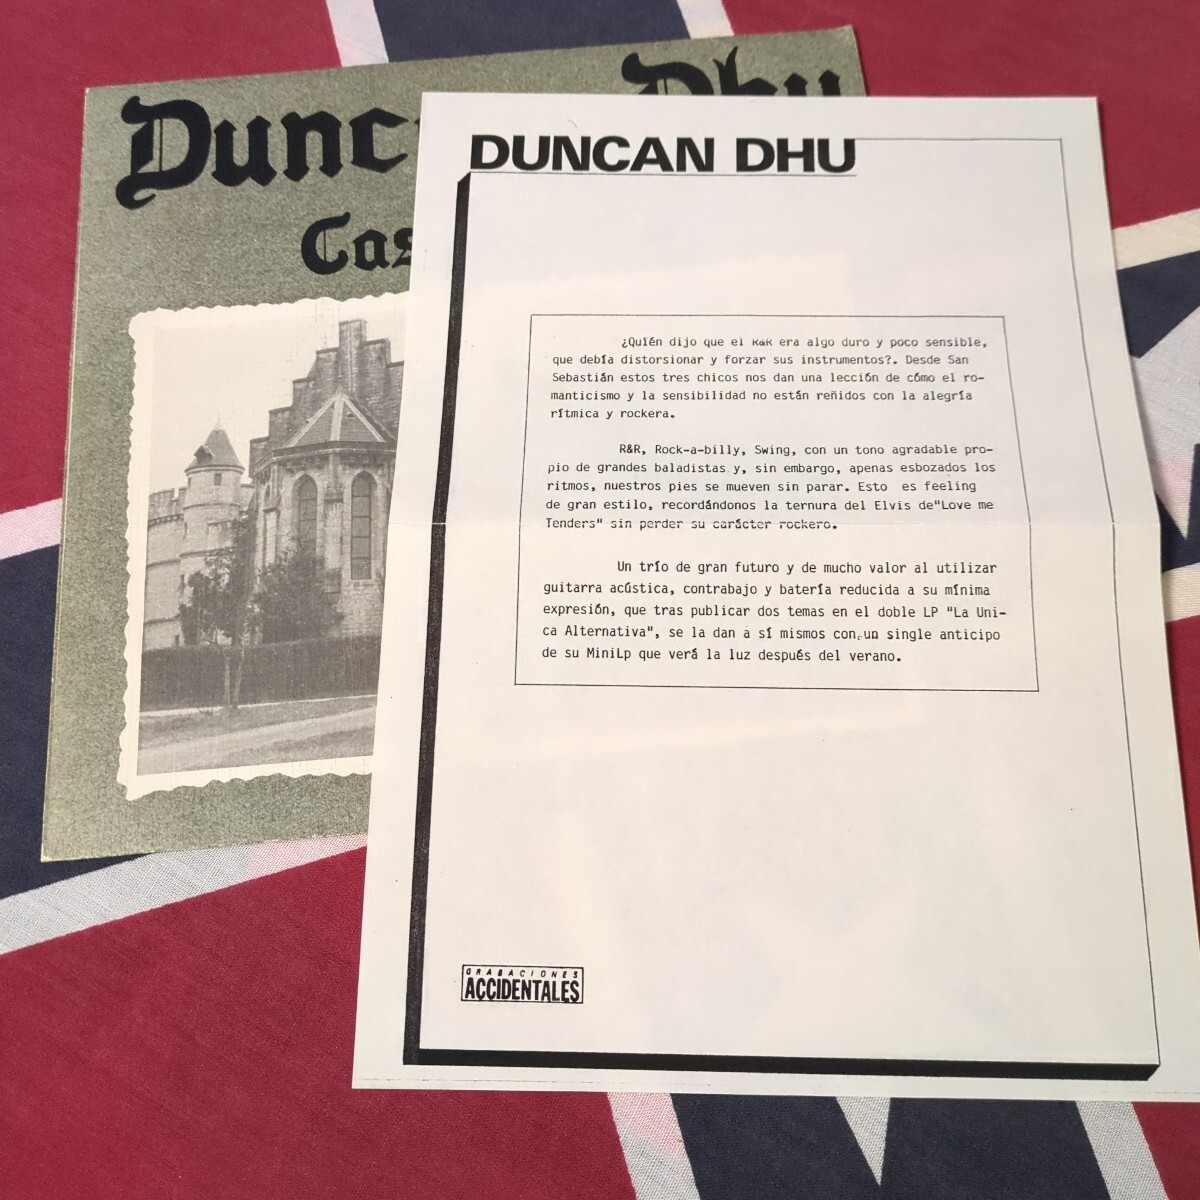 Dunc Dhu
Cas
DUNCAN DHU
¿Quién dijo que el R&R era algo duro y poco sensible,
que debía distorsionar y forzar sus instrumentos?. Desde San
Sebastián estos tres chicos nos dan una lección de cómo el ro-
manticismo y la sensibilidad no están reñidos con la alegría
rítmica y rockera.
R&R, Rock-a-billy, Swing, con un tono agradable pro-
pio de grandes baladistas y, sin embargo, apenas esbozados los
ritmos, nuestros pies se mueven sin parar. Esto es feeling
de gran estilo, recordándonos la ternura del Elvis de"Love me
Tenders" sin perder su carácter rockero.
Un trío de gran futuro y de mucho valor al utilizar
guitarra acústica, contrabajo y batería reducida a su mínima
expresión, que tras publicar dos temas en el doble LP "La Uni-
ca Alternativa", se la dan a sí mismos con un single anticipo
de su MiniLp que verá la luz después del verano.
GRABACIONES
ACCIDENTALES